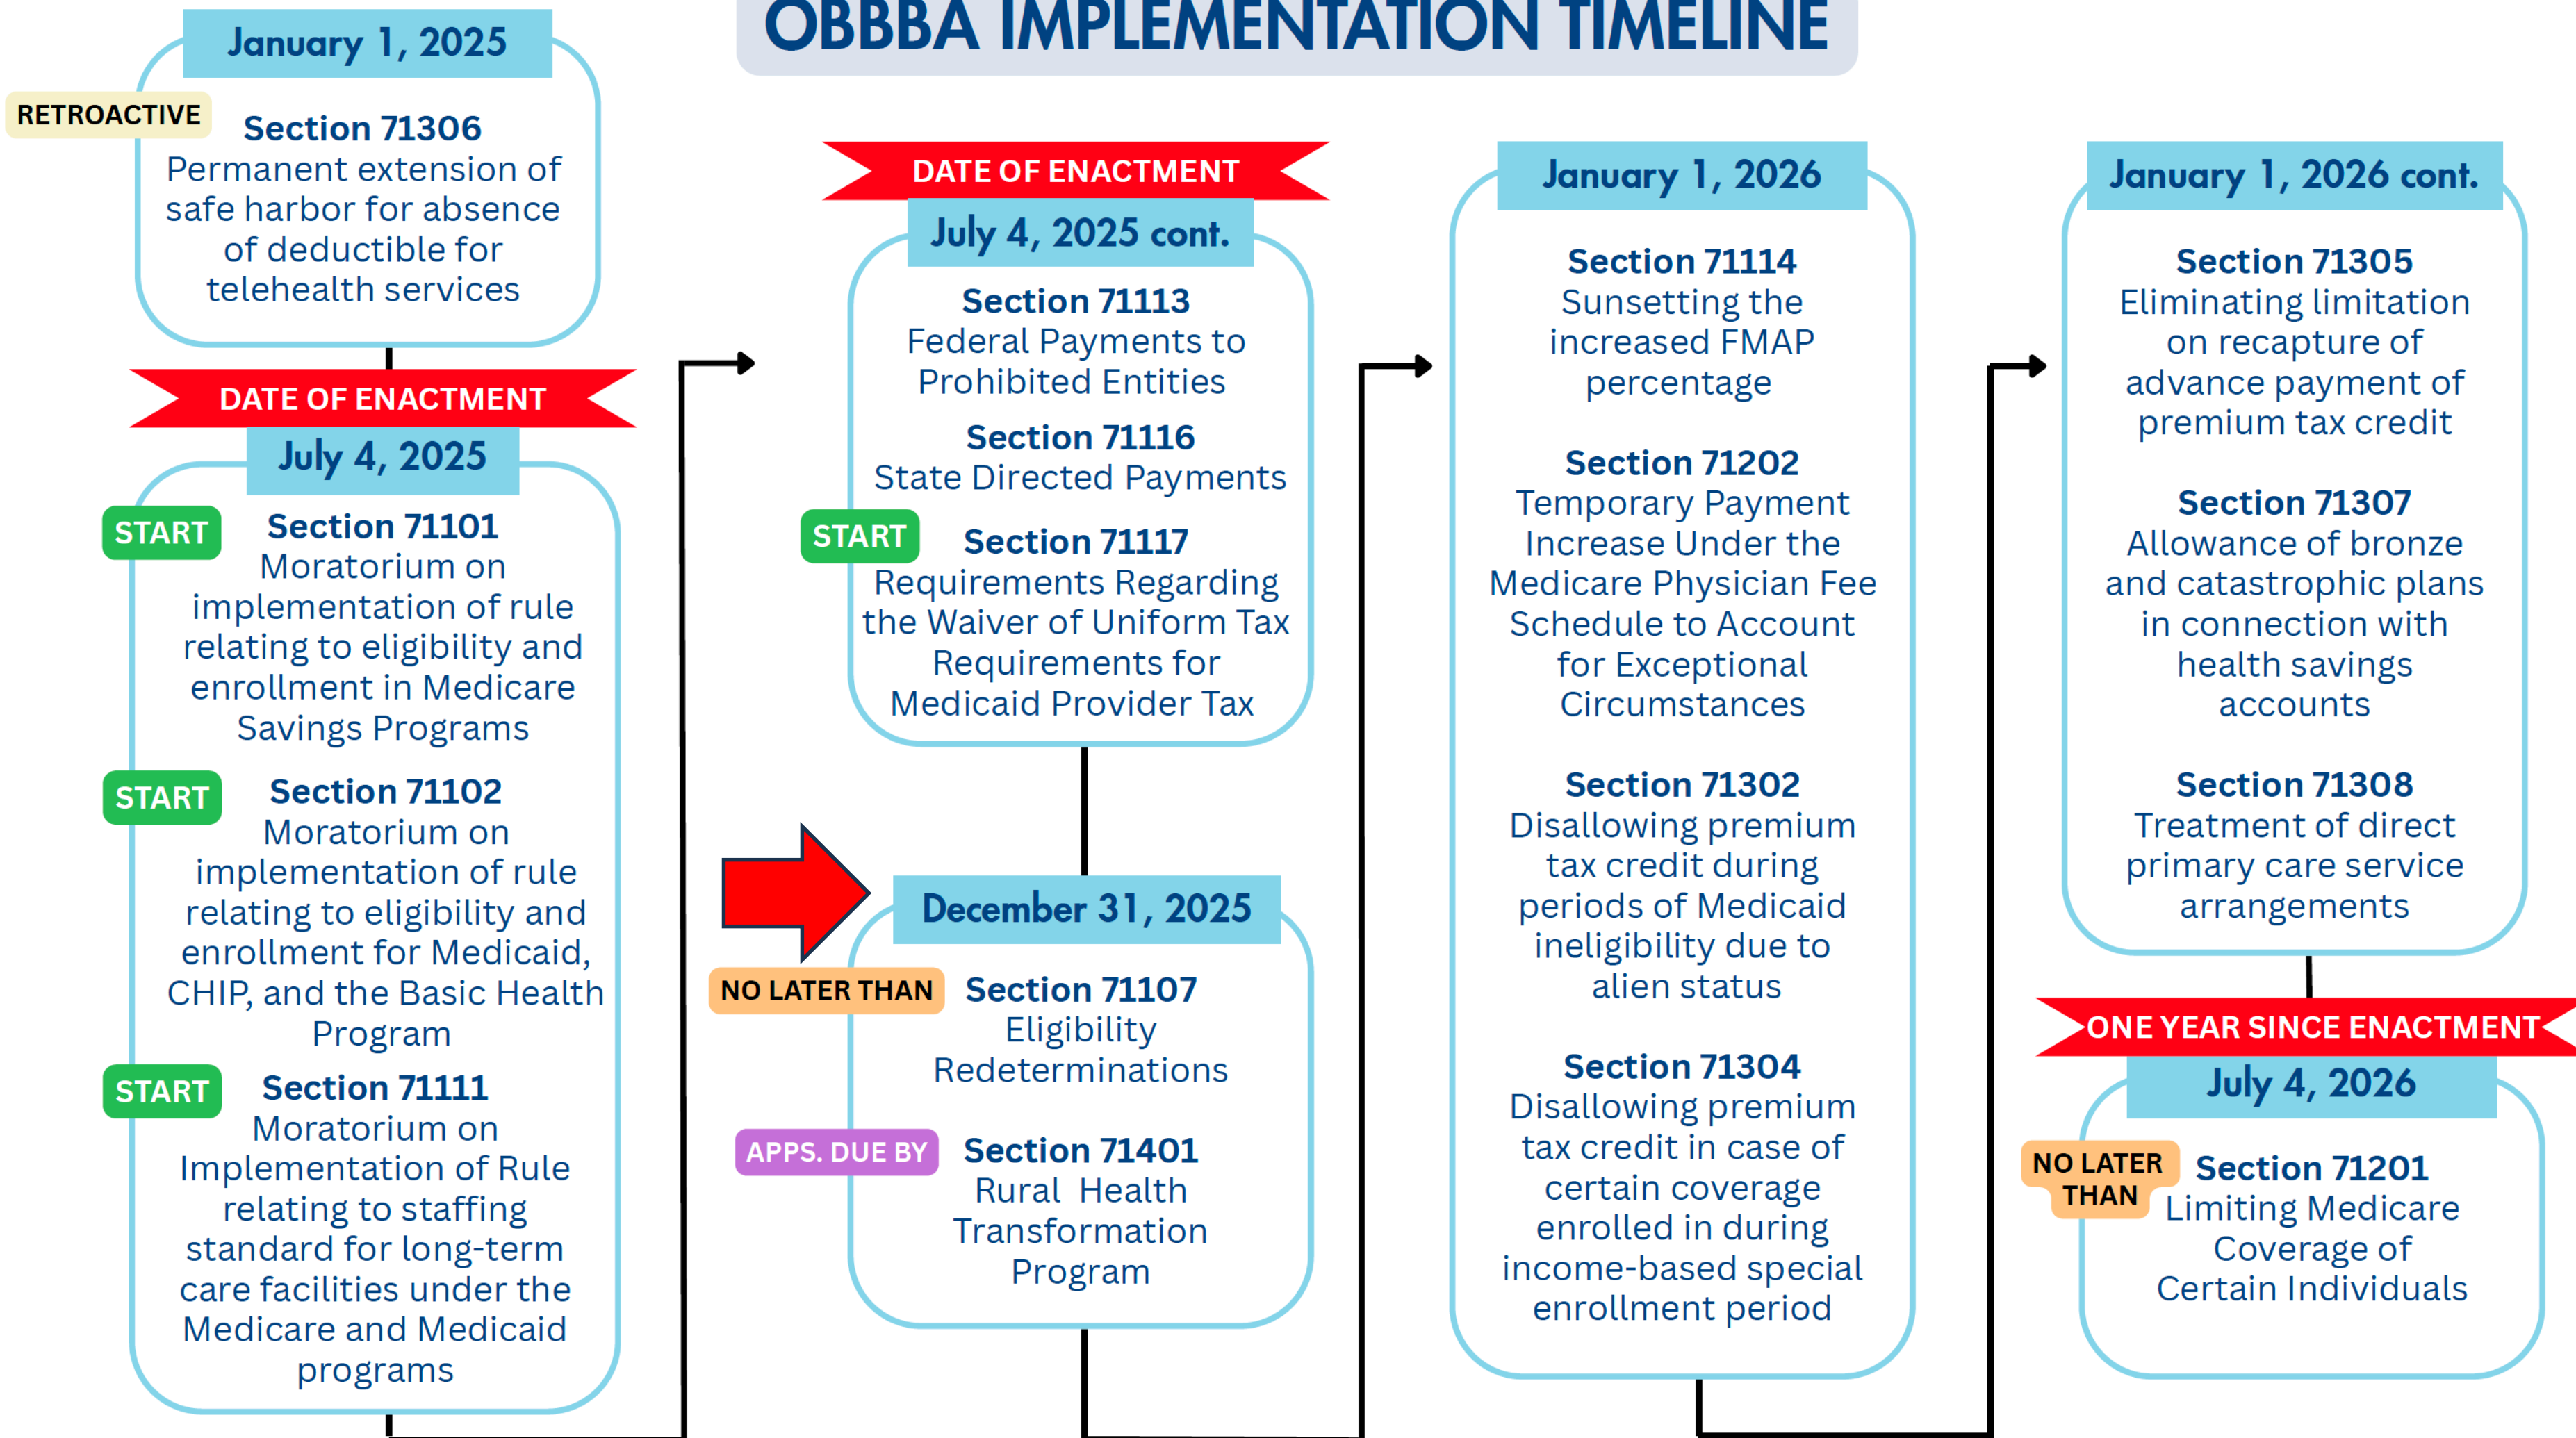 OBBBA IMPLEMENTATION TIMELINE
January 1, 2025
RETROACTIVE
Section 71306
Permanent extension of
safe harbor for absence
of deductible for
telehealth services
DATE OF ENACTMENT
July 4, 2025
START
Section 71101
Moratorium on
implementation of rule
relating to eligibility and
enrollment in Medicare
Savings Programs
START
Section 71102
Moratorium on
implementation of rule
relating to eligibility and
enrollment for Medicaid,
CHIP, and the Basic Health
Program
START
Section 71111
Moratorium on
Implementation of Rule
relating to staffing
standard for long-term
care facilities under the
Medicare and Medicaid
programs
DATE OF ENACTMENT
July 4, 2025 cont.
Section 71113
Federal Payments to
Prohibited Entities
Section 71116
State Directed Payments
START
Section 71117
Requirements Regarding
the Waiver of Uniform Tax
Requirements for
Medicaid Provider Tax
December 31, 2025
NO LATER THAN
Section 71107
Eligibility
Redeterminations
APPS. DUE BY
Section 71401
Rural Health
Transformation
Program
January 1, 2026
Section 71114
Sunsetting the
increased FMAP
percentage
Section 71202
Temporary Payment
Increase Under the
Medicare Physician Fee
Schedule to Account
for Exceptional
Circumstances
Section 71302
Disallowing premium
tax credit during
periods of Medicaid
ineligibility due to
alien status
Section 71304
Disallowing premium
tax credit in case of
certain coverage
enrolled in during
income-based special
enrollment period
January 1, 2026 cont.
Section 71305
Eliminating limitation
on recapture of
advance payment of
premium tax credit
Section 71307
Allowance of bronze
and catastrophic plans
in connection with
health savings
accounts
Section 71308
Treatment of direct
primary care service
arrangements
ONE YEAR SINCE ENACTMENT
July 4, 2026
NO LATER
THAN
Section 71201
Limiting Medicare
Coverage of
Certain Individuals